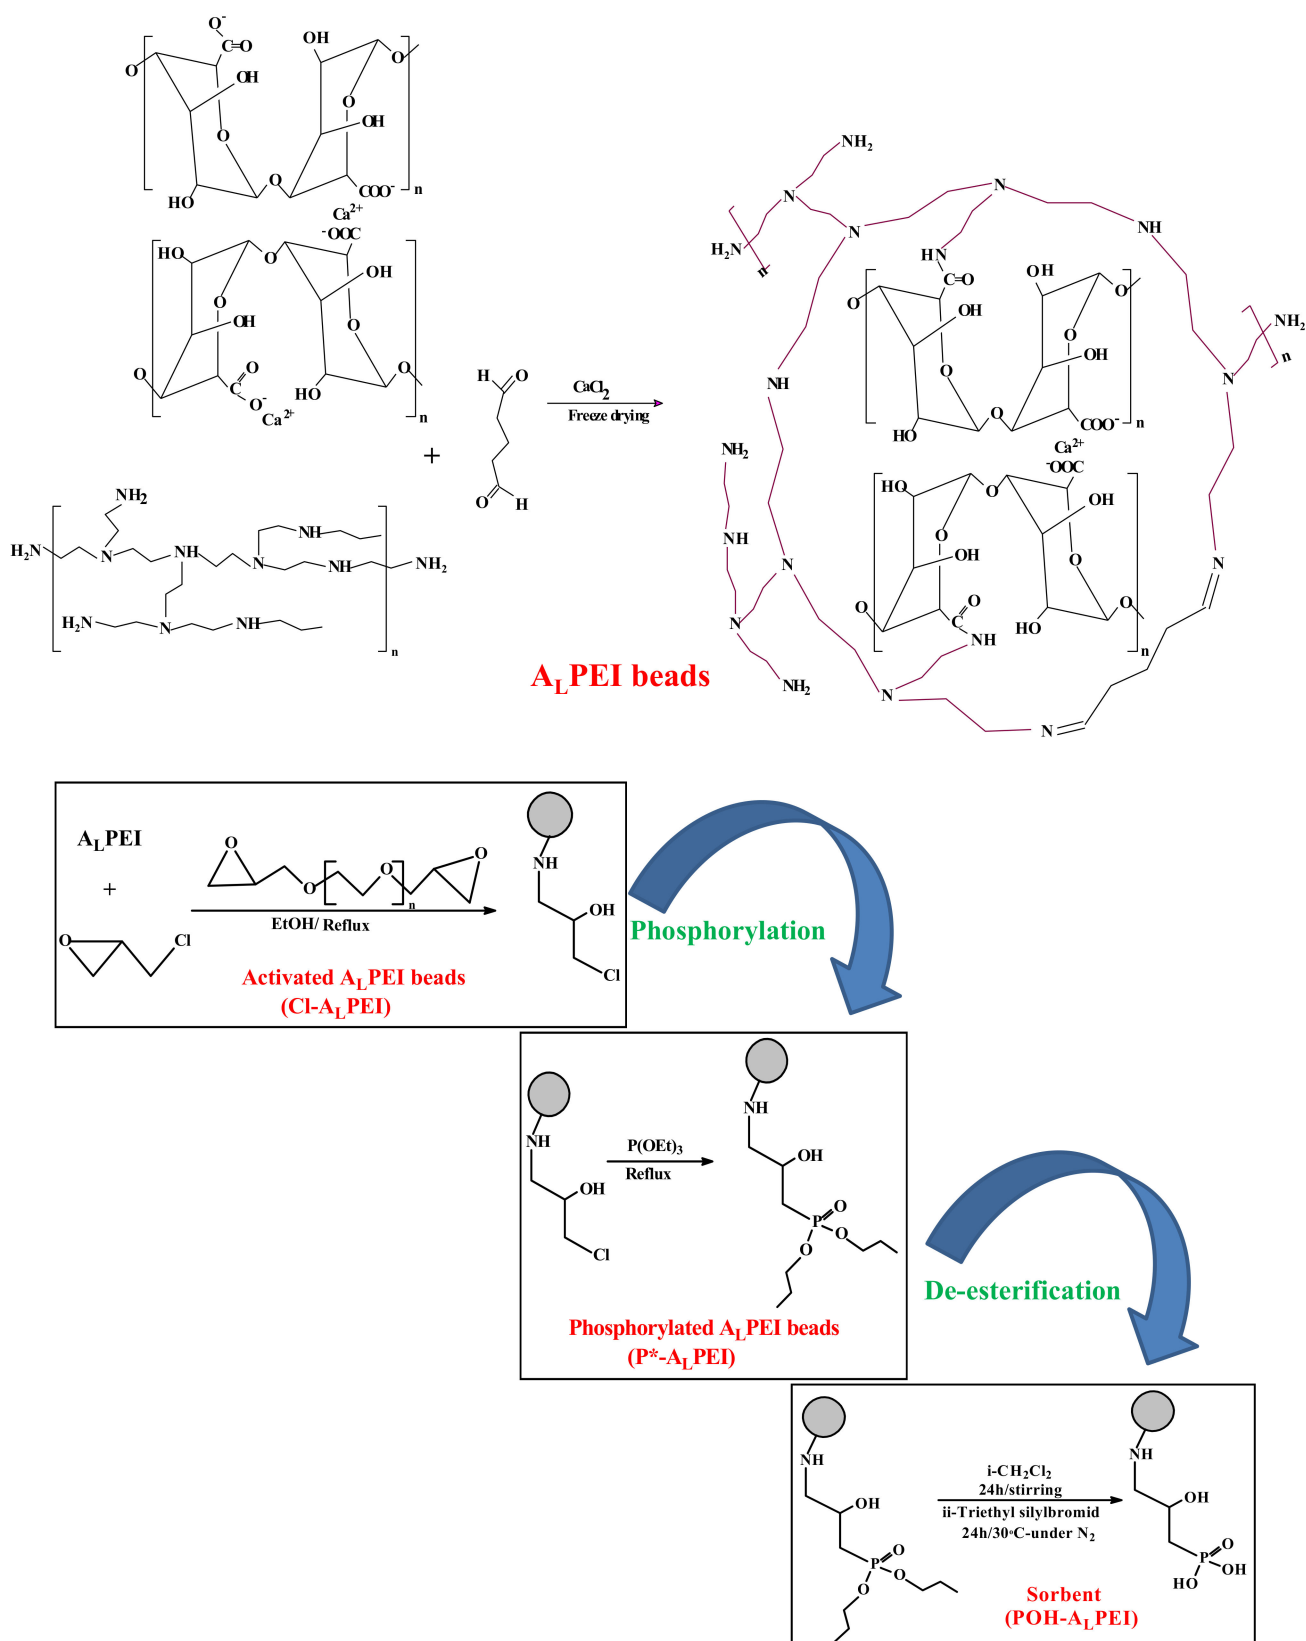 O-
C=O
OH
OH
O
O
OH
O
OH
O
O
HO
COO-
n
Ca2+
-OOC
HO
O
OH
O
OH
O
O
O
C
O
O-
HO
Ca2+
n
+
H
O
O
H
CaCl2
Freeze drying
NH2
H2N
N
NH
N
NH
NH
NH2
H2N
N
NH
n
NH2
N
H2N
n
N
N
NH
HN
C=O
OH
O
O
OH
NH2
n
O
OH
N
O
NH
HO
O
COO-
n
Ca2+
-OOC
NH2
HO
O
OH
NH
O
OH
O
N
N
O
O
C
O
N
NH
HO
n
NH2
N
N
ALPEI beads
ALPEI
+
O
Cl
O
O
O
n
O
EtOH/ Reflux
Activated ALPEI beads
(Cl-ALPEI)
NH
OH
Cl
Phosphorylation
NH
OH
Cl
P(OEt)3
Reflux
NH
OH
O
P
O
O
Phosphorylated ALPEI beads
(P*-ALPEI)
De-esterification
NH
OH
O
P
O
O
i-CH2Cl2
24h/stirring
ii-Triethyl silylbromid
24h/30°C-under N2
NH
OH
O
P
OH
HO
Sorbent
(POH-ALPEI)